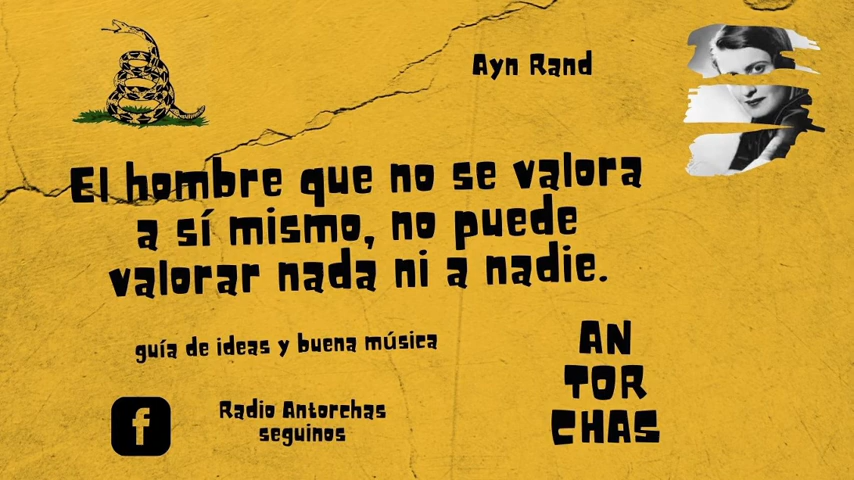 Ayn Rand
El hombre que no se valora
a sí mismo, no puede
valorar nada ni a nadie.
guía de ideas y buena música
AN
TOR
CHAS
f
Radio Antorchas
seguinos